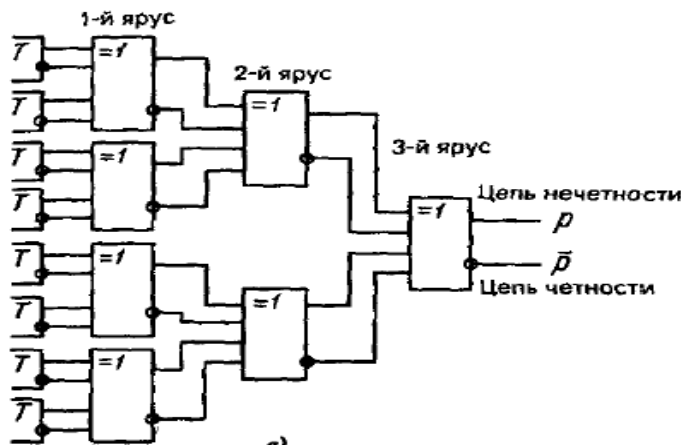 1-й ярус
2-й ярус
3-й ярус
T =1
T
T =1
T
T =1
T
T =1
T
=1
=1
=1
Цепь нечетности
p
p̄
Цепь четности